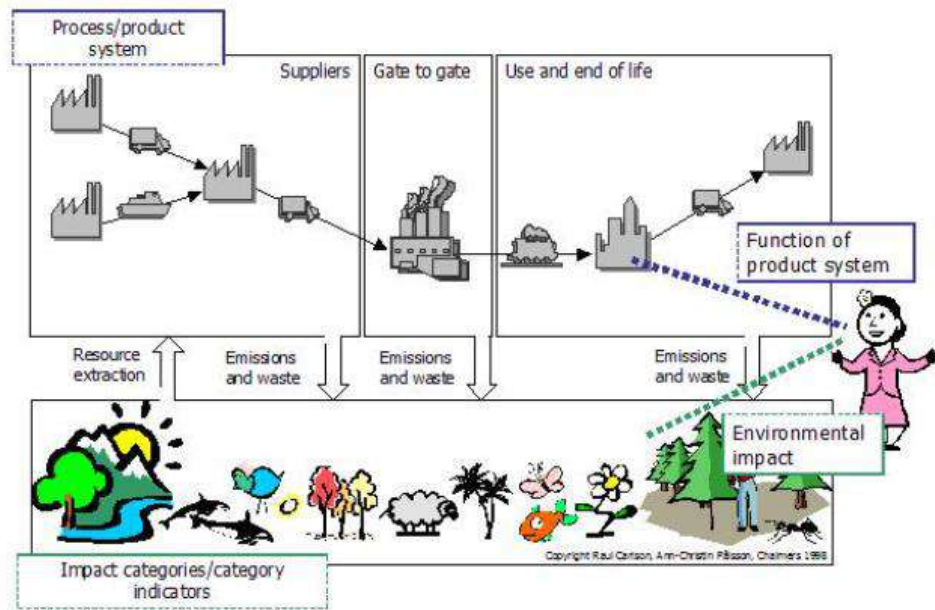 Process/product
system
Suppliers
Gate to gate
Use and end of life
Function of
product system
Resource
extraction
Emissions
and waste
Emissions
and waste
Emissions
and waste
Environmental
impact
Copyright Raul Carlson, Ann-Christin Pålsson, Chalmers 1998
Impact categories/category
indicators